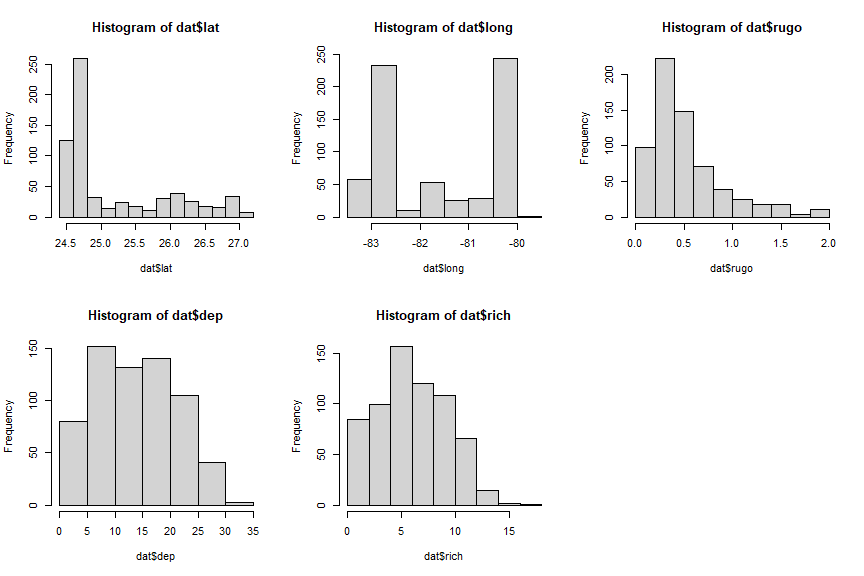 Histogram of dat$lat
Frequency
0 50 100 150 200 250
24.5 25.0 25.5 26.0 26.5 27.0
dat$lat
Histogram of dat$long
Frequency
0 50 100 150 200 250
-83 -82 -81 -80
dat$long
Histogram of dat$rugo
Frequency
0 50 100 150 200
0.0 0.5 1.0 1.5 2.0
dat$rugo
Histogram of dat$dep
Frequency
0 50 100 150
0 5 10 15 20 25 30 35
dat$dep
Histogram of dat$rich
Frequency
0 50 100 150
0 5 10 15
dat$rich